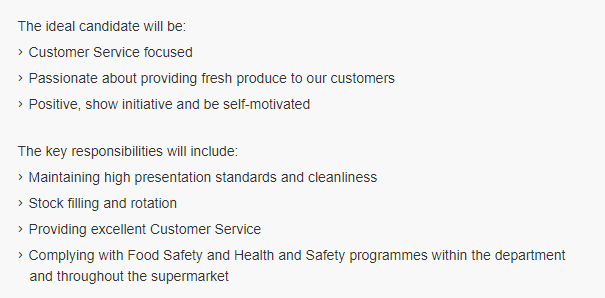 The ideal candidate will be:
› Customer Service focused
› Passionate about providing fresh produce to our customers
› Positive, show initiative and be self-motivated
The key responsibilities will include:
› Maintaining high presentation standards and cleanliness
› Stock filling and rotation
› Providing excellent Customer Service
› Complying with Food Safety and Health and Safety programmes within the department
and throughout the supermarket